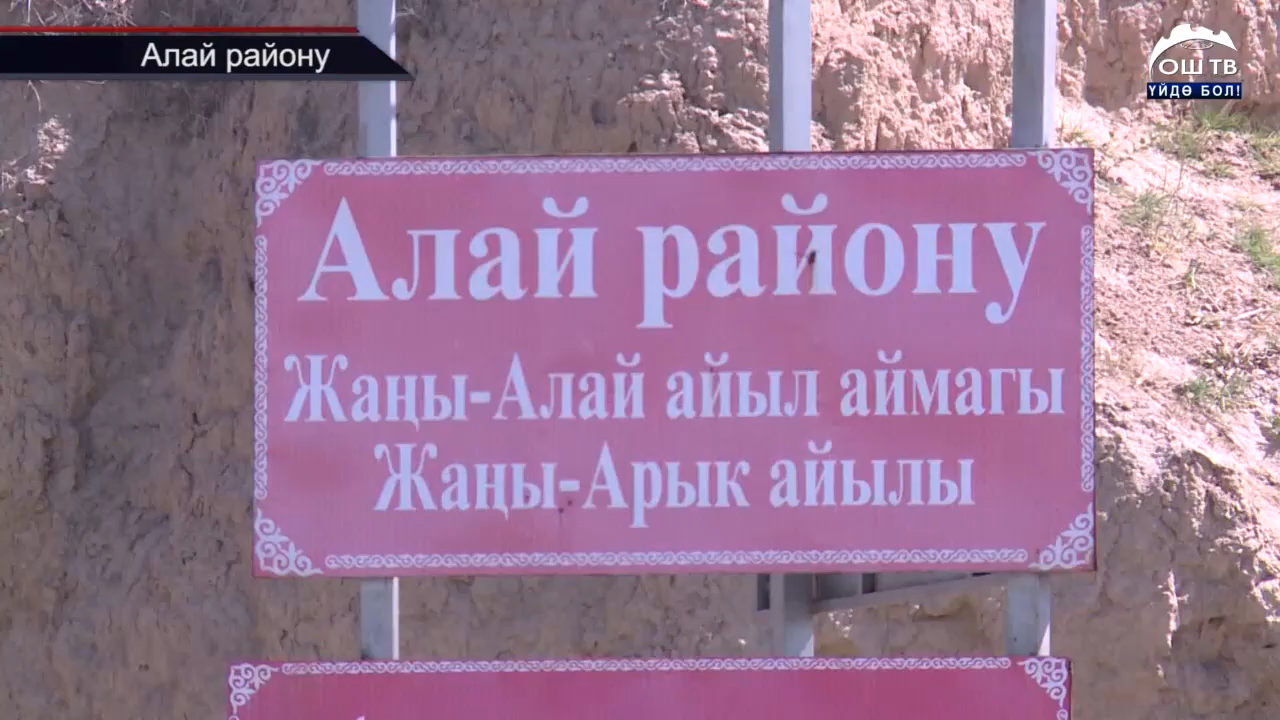 Алай району
ОШ ТВ
ҮЙДӨ БОЛ!
Алай району
Жаңы-Алай айыл аймагы
Жаңы-Арык айылы